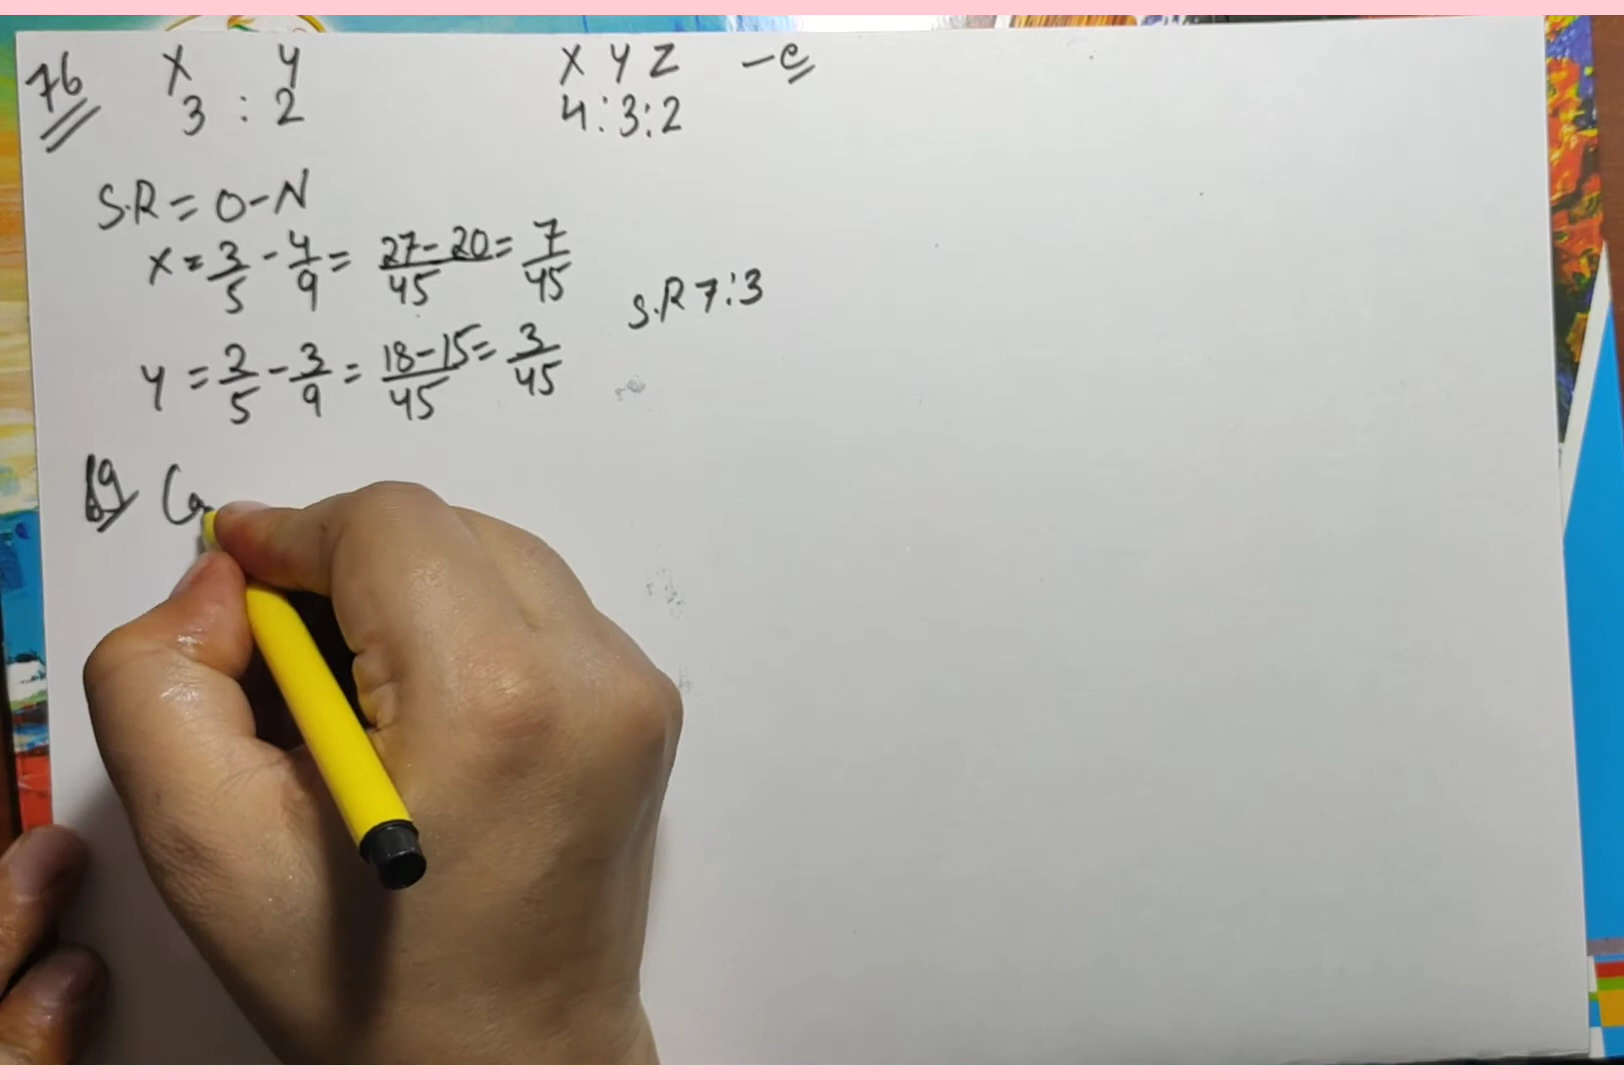 76 X Y X Y Z - e
3 : 2 4:3:2
S.R = O-N
X = 3/5 - 4/9 = 27-20/45 = 7/45
S.R 7:3
Y = 2/5 - 3/9 = 18-15/45 = 3/45